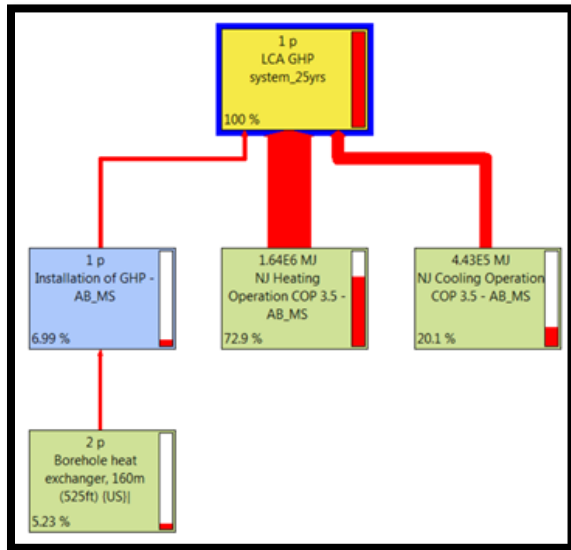 1 p
LCA GHP
system_25yrs
100 %
1 p
Installation of GHP -
AB_MS
6.99 %
1.64E6 MJ
NJ Heating
Operation COP 3.5 -
AB_MS
72.9 %
4.43E5 MJ
NJ Cooling Operation
COP 3.5 - AB_MS
20.1 %
2 p
Borehole heat
exchanger, 160m
(525ft) {US}|
5.23 %